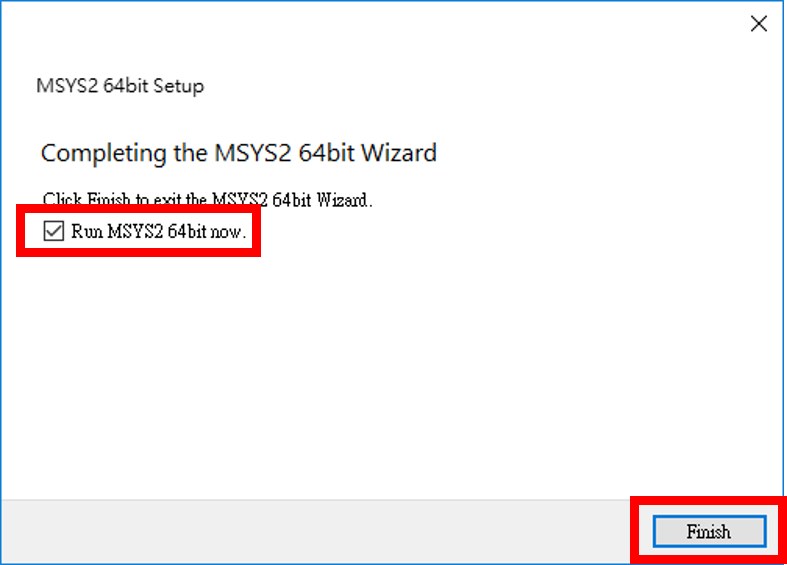 MSYS2 64bit Setup
Completing the MSYS2 64bit Wizard
Click Finish to exit the MSYS2 64bit Wizard.
Run MSYS2 64bit now.
Finish